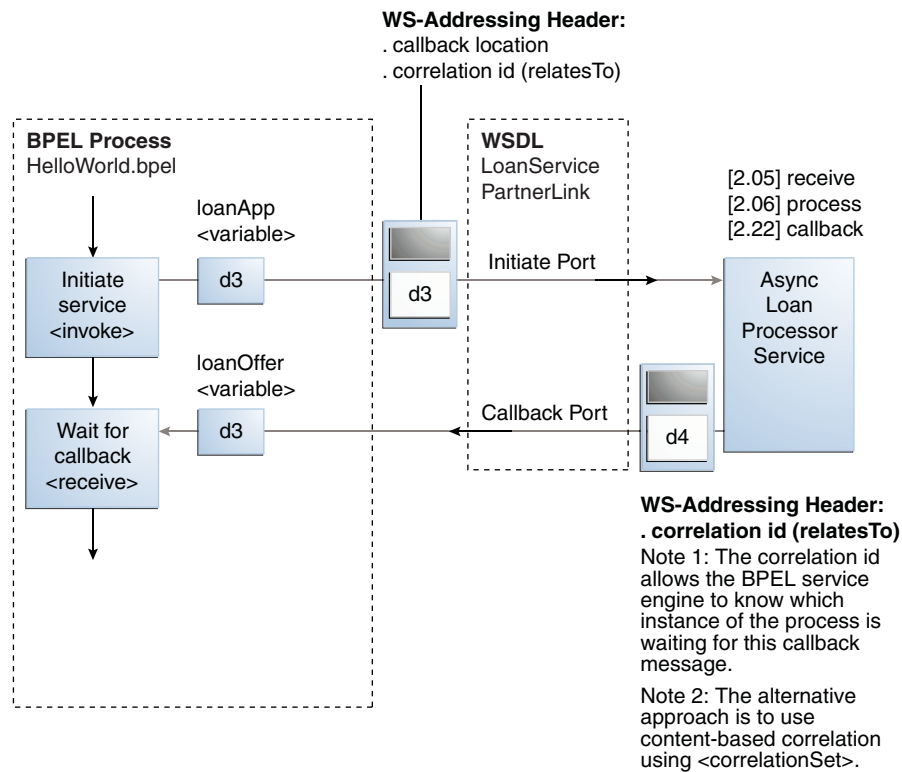 WS-Addressing Header:
. callback location
. correlation id (relatesTo)
BPEL Process
HelloWorld.bpel
WSDL
LoanService
PartnerLink
[2.05] receive
[2.06] process
[2.22] callback
loanApp
<variable>
Initiate
service
<invoke>
d3
d3
Initiate Port
Async
Loan
Processor
Service
loanOffer
<variable>
Wait for
callback
<receive>
d3
Callback Port
d4
WS-Addressing Header:
. correlation id (relatesTo)
Note 1: The correlation id
allows the BPEL service
engine to know which
instance of the process is
waiting for this callback
message.
Note 2: The alternative
approach is to use
content-based correlation
using <correlationSet>.